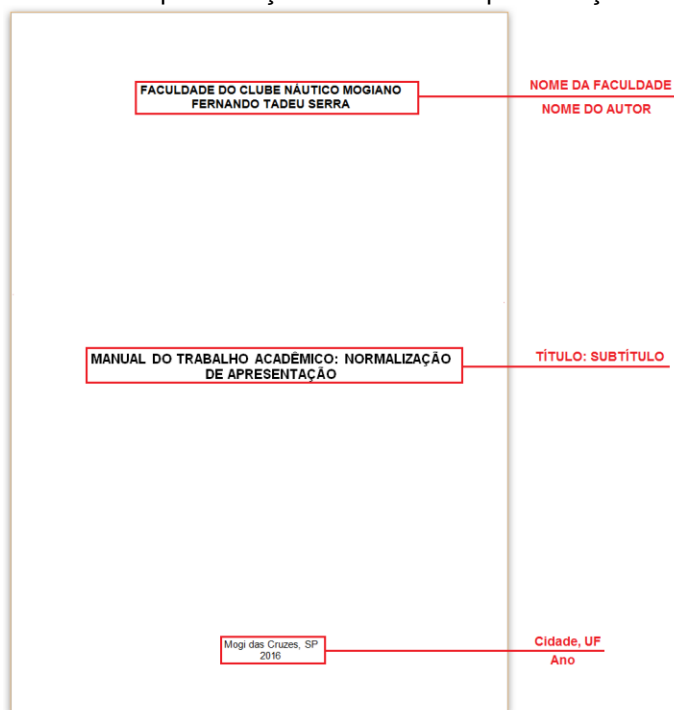 FACULDADE DO CLUBE NÁUTICO MOGIANO
FERNANDO TADEU SERRA
NOME DA FACULDADE
NOME DO AUTOR
MANUAL DO TRABALHO ACADÊMICO: NORMALIZAÇÃO
DE APRESENTAÇÃO
TÍTULO: SUBTÍTULO
Mogi das Cruzes, SP
2016
Cidade, UF
Ano